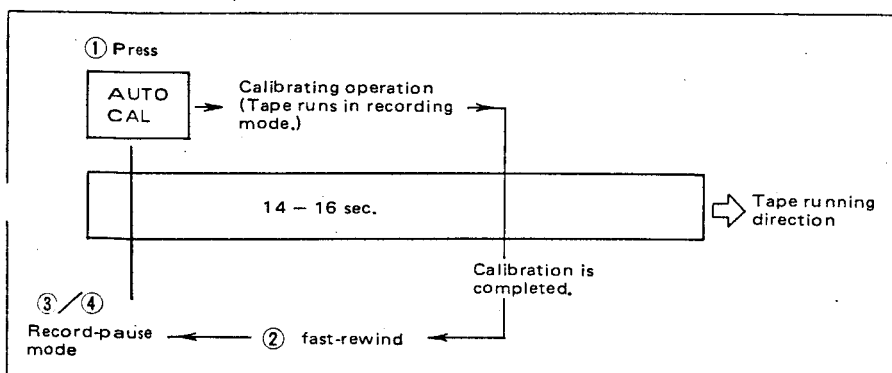 ① Press
AUTO
CAL
Calibrating operation
(Tape runs in recording
mode.)
14 – 16 sec.
Tape running
direction
Calibration is
completed.
③/④
Record-pause
mode
② fast-rewind